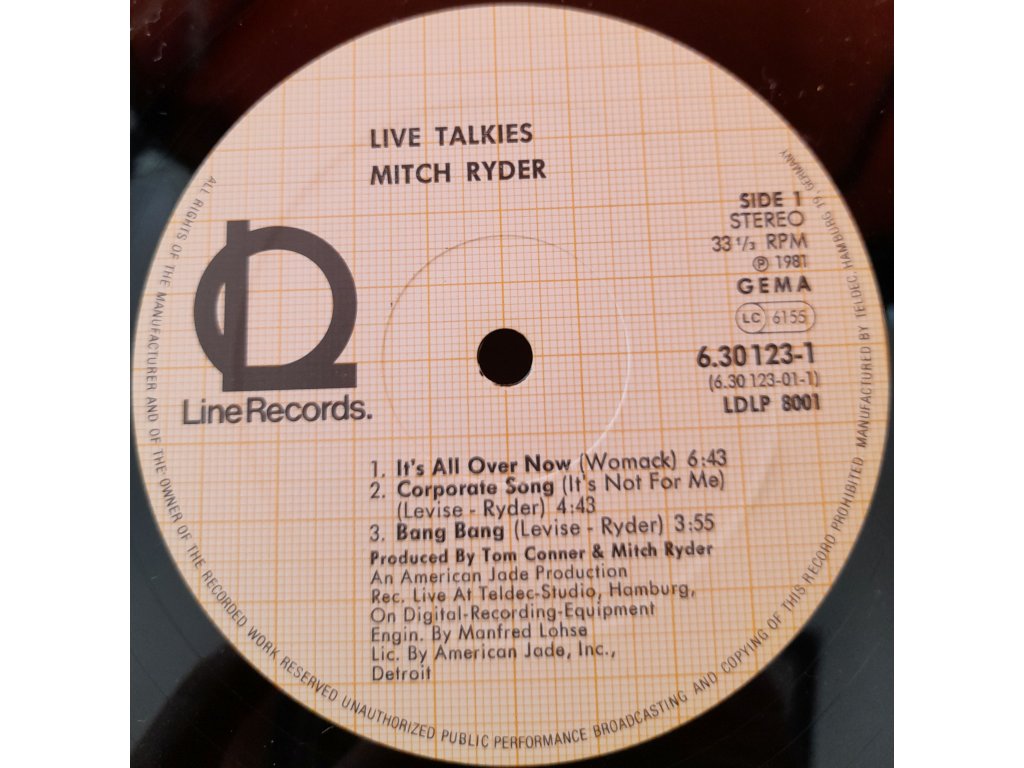 LIVE TALKIES
MITCH RYDER
SIDE 1
STEREO
33 1/3 RPM
℗ 1981
GEMA
LC 6155
6.30123-1
(6.30 123-01-1)
LDLP 8001
Line Records.
1. It's All Over Now (Womack) 6:43
2. Corporate Song (It's Not For Me)
(Levise - Ryder) 4:43
3. Bang Bang (Levise - Ryder) 3:55
Produced By Tom Conner & Mitch Ryder
An American Jade Production
Rec. Live At Teldec-Studio, Hamburg,
On Digital-Recording-Equipment
Engin. By Manfred Lohse
Lic. By American Jade, Inc.,
Detroit
ALL RIGHTS OF THE MANUFACTURER AND OF THE OWNER OF THE RECORDED WORK RESERVED UNAUTHORIZED PUBLIC PERFORMANCE BROADCASTING AND COPYING OF THIS RECORD PROHIBITED MANUFACTURED BY TELDEC, HAMBURG 19, GERMANY